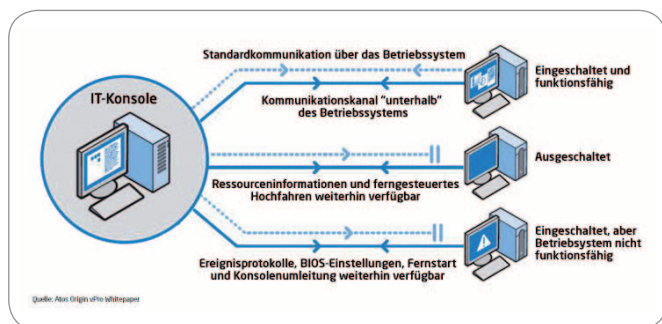 Standardkommunikation über das Betriebssystem
IT-Konsole
Kommunikationskanal "unterhalb"
des Betriebssystems
Eingeschaltet und
funktionsfähig
Ressourceninformationen und ferngesteuertes
Hochfahren weiterhin verfügbar
Ausgeschaltet
Ereignisprotokolle, BIOS-Einstellungen, Fernstart
und Konsolenumleitung weiterhin verfügbar
Eingeschaltet, aber
Betriebsystem nicht
funktionsfähig
Quelle: Atos Origin vPro Whitepaper